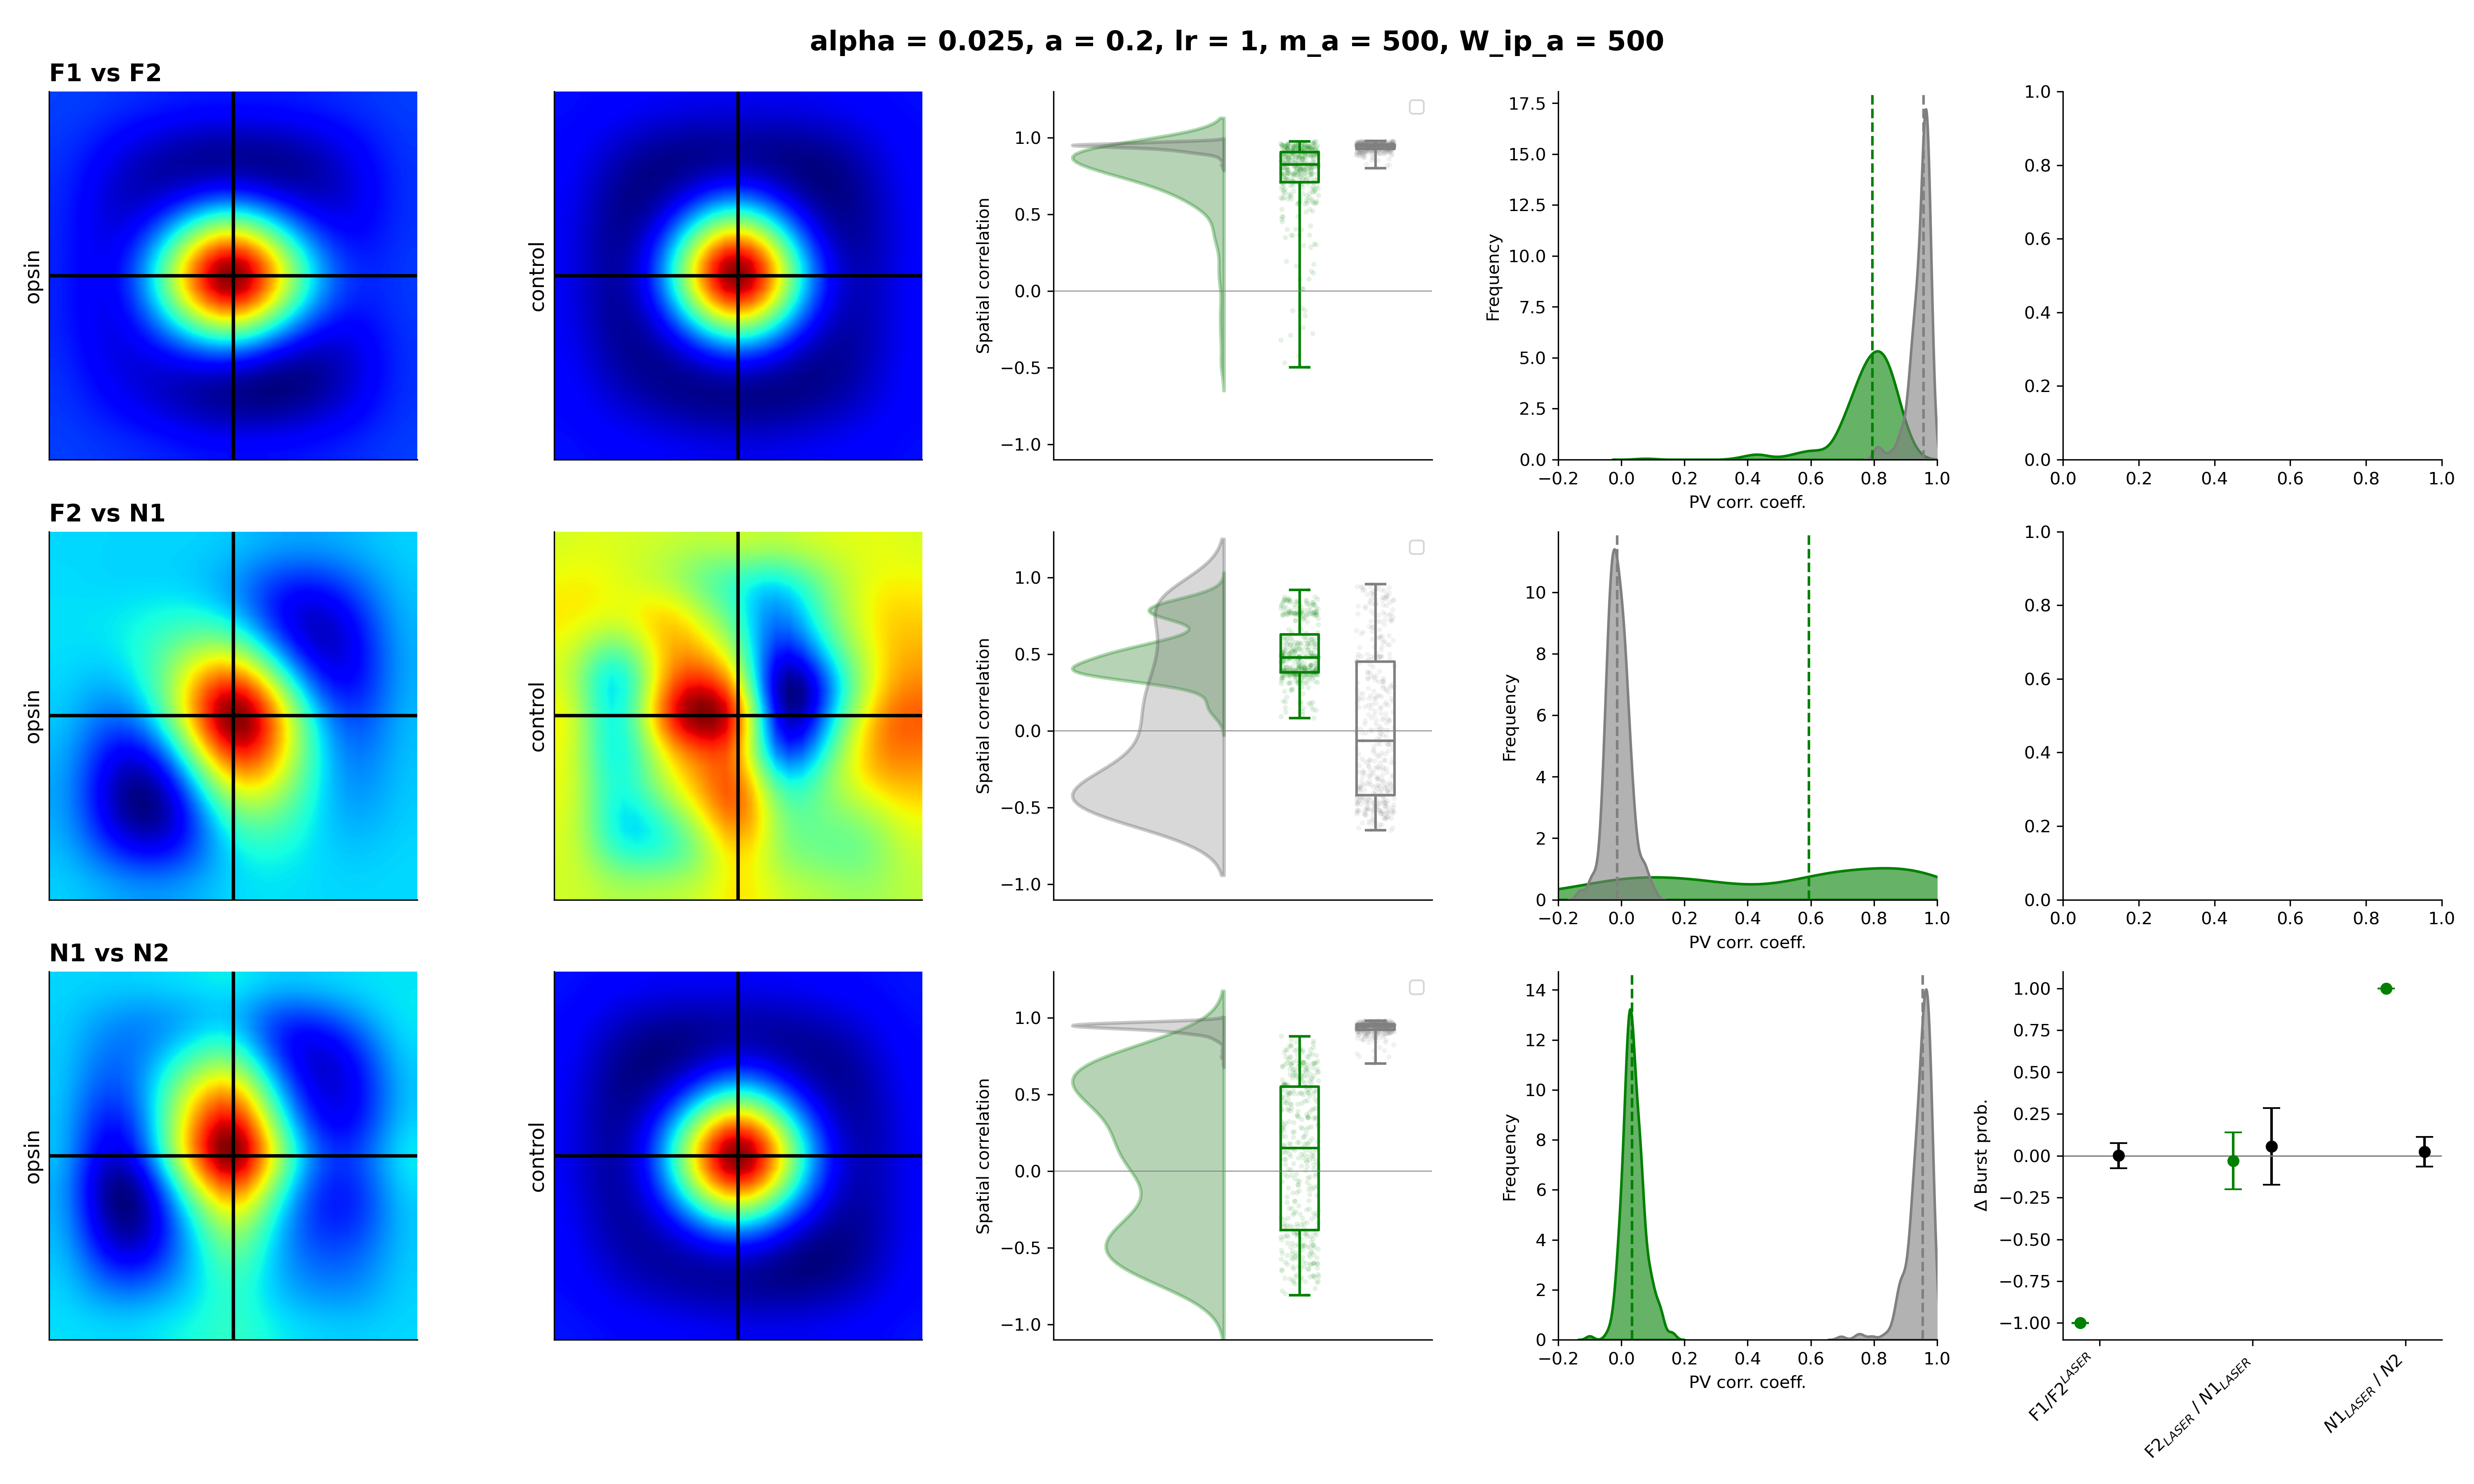 alpha = 0.025, a = 0.2, lr = 1, m_a = 500, W_ip_a = 500
F1 vs F2
opsin
control
Spatial correlation
1.0
0.5
0.0
−0.5
−1.0
Frequency
17.5
15.0
12.5
10.0
7.5
5.0
2.5
0.0
−0.2 0.0 0.2 0.4 0.6 0.8 1.0
PV corr. coeff.
1.0
0.8
0.6
0.4
0.2
0.0
0.0 0.2 0.4 0.6 0.8 1.0
F2 vs N1
opsin
control
Spatial correlation
1.0
0.5
0.0
−0.5
−1.0
Frequency
10
8
6
4
2
0
−0.2 0.0 0.2 0.4 0.6 0.8 1.0
PV corr. coeff.
1.0
0.8
0.6
0.4
0.2
0.0
0.0 0.2 0.4 0.6 0.8 1.0
N1 vs N2
opsin
control
Spatial correlation
1.0
0.5
0.0
−0.5
−1.0
Frequency
14
12
10
8
6
4
2
0
−0.2 0.0 0.2 0.4 0.6 0.8 1.0
PV corr. coeff.
Δ Burst prob.
1.00
0.75
0.50
0.25
0.00
−0.25
−0.50
−0.75
−1.00
F1/F2^LASER
F2_LASER / N1_LASER
N1_LASER / N2